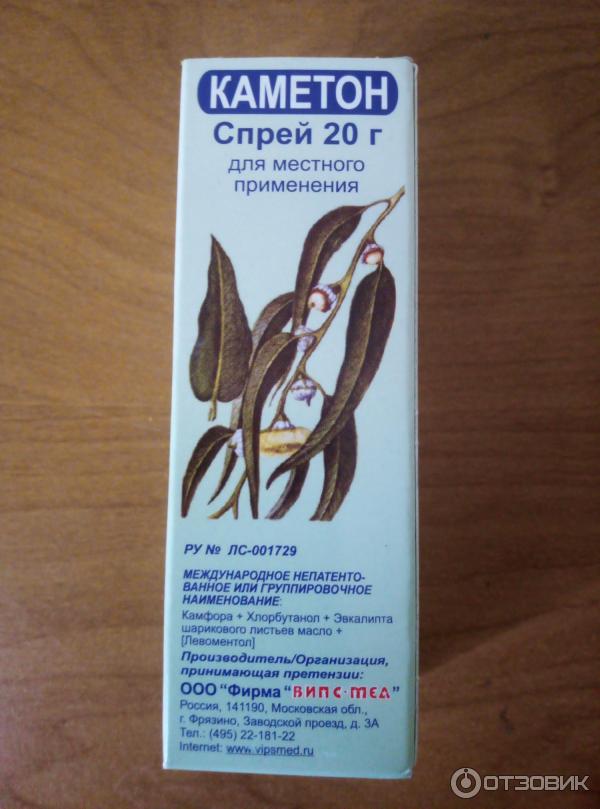 КАМЕТОН
Спрей 20 г
для местного
применения
РУ № ЛС-001729
МЕЖДУНАРОДНОЕ НЕПАТЕНТО-
ВАННОЕ ИЛИ ГРУППИРОВОЧНОЕ
НАИМЕНОВАНИЕ:
Камфора + Хлорбутанол + Эвкалипта
шарикового листьев масло +
[Левоментол]
Производитель/Организация,
принимающая претензии:
ООО "Фирма "ВИПС-МЕД"
Россия, 141190, Московская обл.,
г. Фрязино, Заводской проезд, д. 3А
Тел.: (495) 22-181-22
Internet: www.vipsmed.ru
ОТЗОВИК